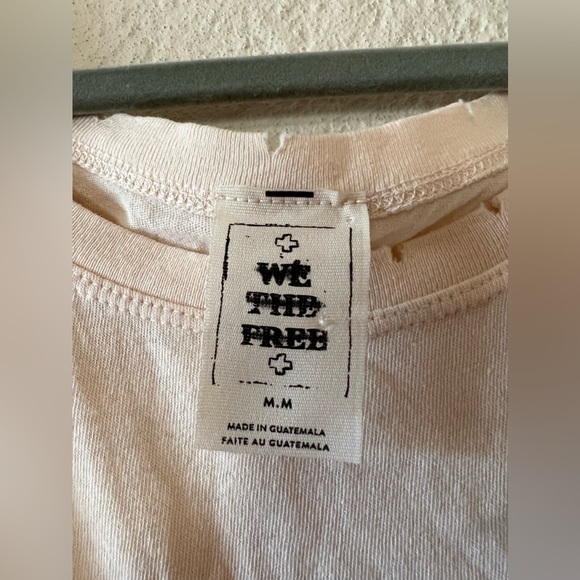 WE
THE
FREE
M.M
MADE IN GUATEMALA
FAITE AU GUATEMALA